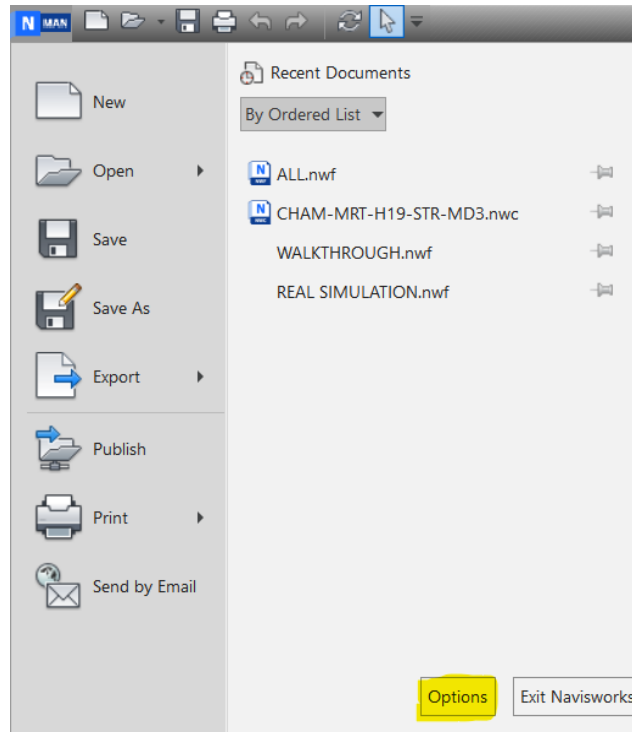 N MAN
New
Open
Save
Save As
Export
Publish
Print
Send by Email
Recent Documents
By Ordered List
ALL.nwf
CHAM-MRT-H19-STR-MD3.nwc
WALKTHROUGH.nwf
REAL SIMULATION.nwf
Options
Exit Navisworks